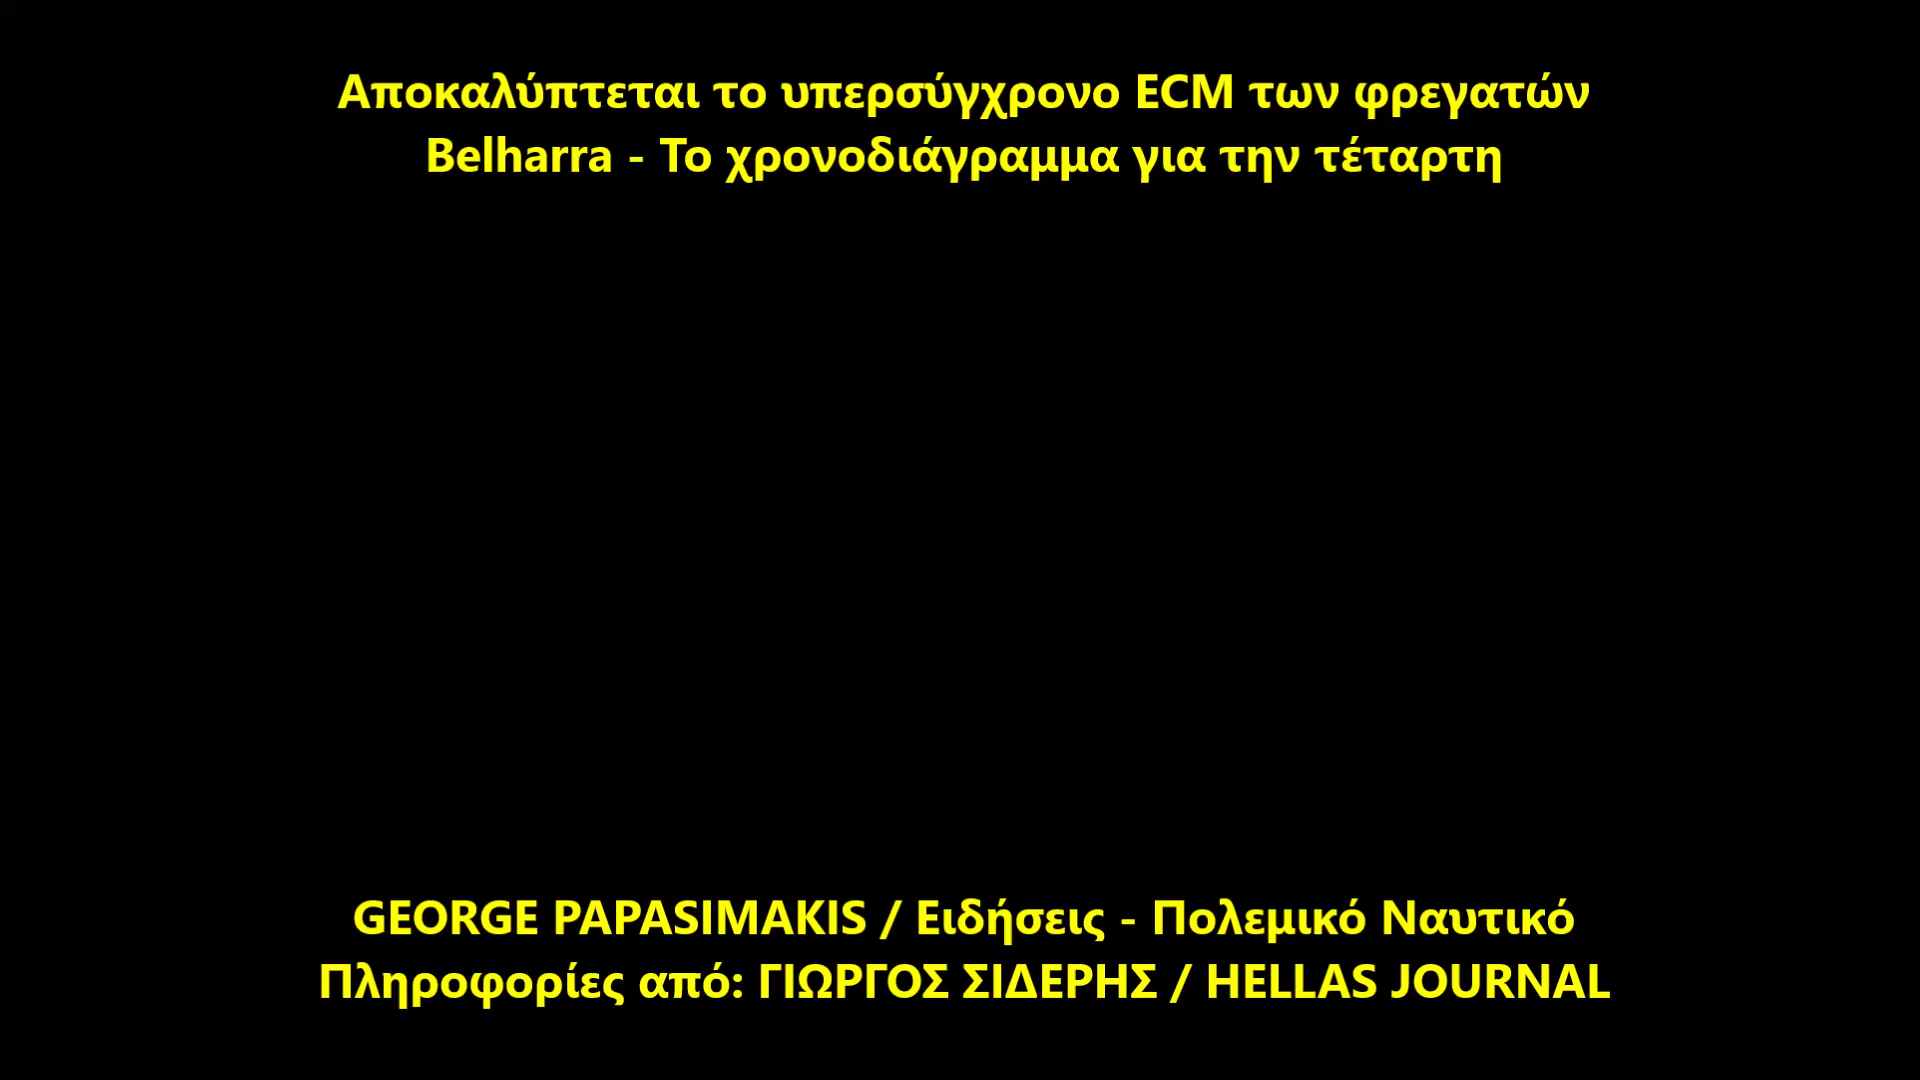 Αποκαλύπτεται το υπερσύγχρονο ECM των φρεγατών
Belharra - Το χρονοδιάγραμμα για την τέταρτη
GEORGE PAPASIMAKIS / Ειδήσεις - Πολεμικό Ναυτικό
Πληροφορίες από: ΓΙΩΡΓΟΣ ΣΙΔΕΡΗΣ / HELLAS JOURNAL